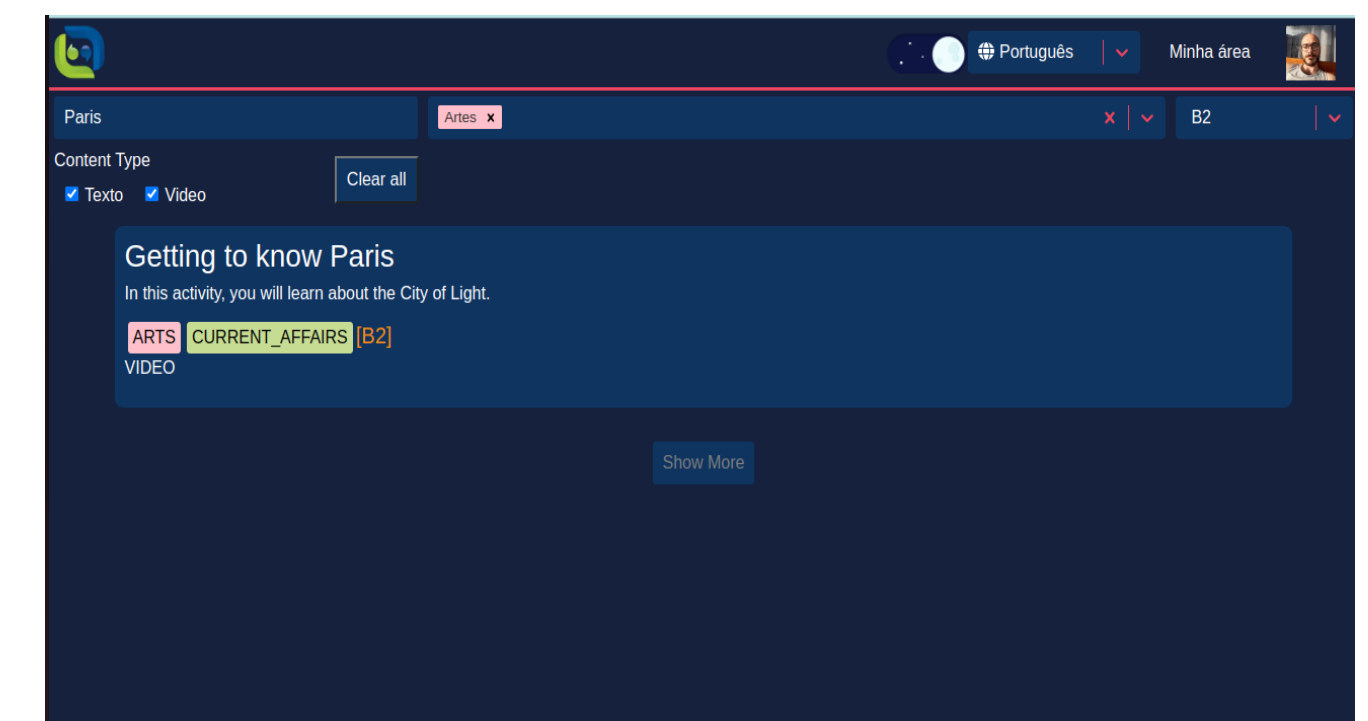 Português
Minha área
Paris
Artes x
B2
Content Type
Texto
Video
Clear all
Getting to know Paris
In this activity, you will learn about the City of Light.
ARTS CURRENT_AFFAIRS [B2]
VIDEO
Show More